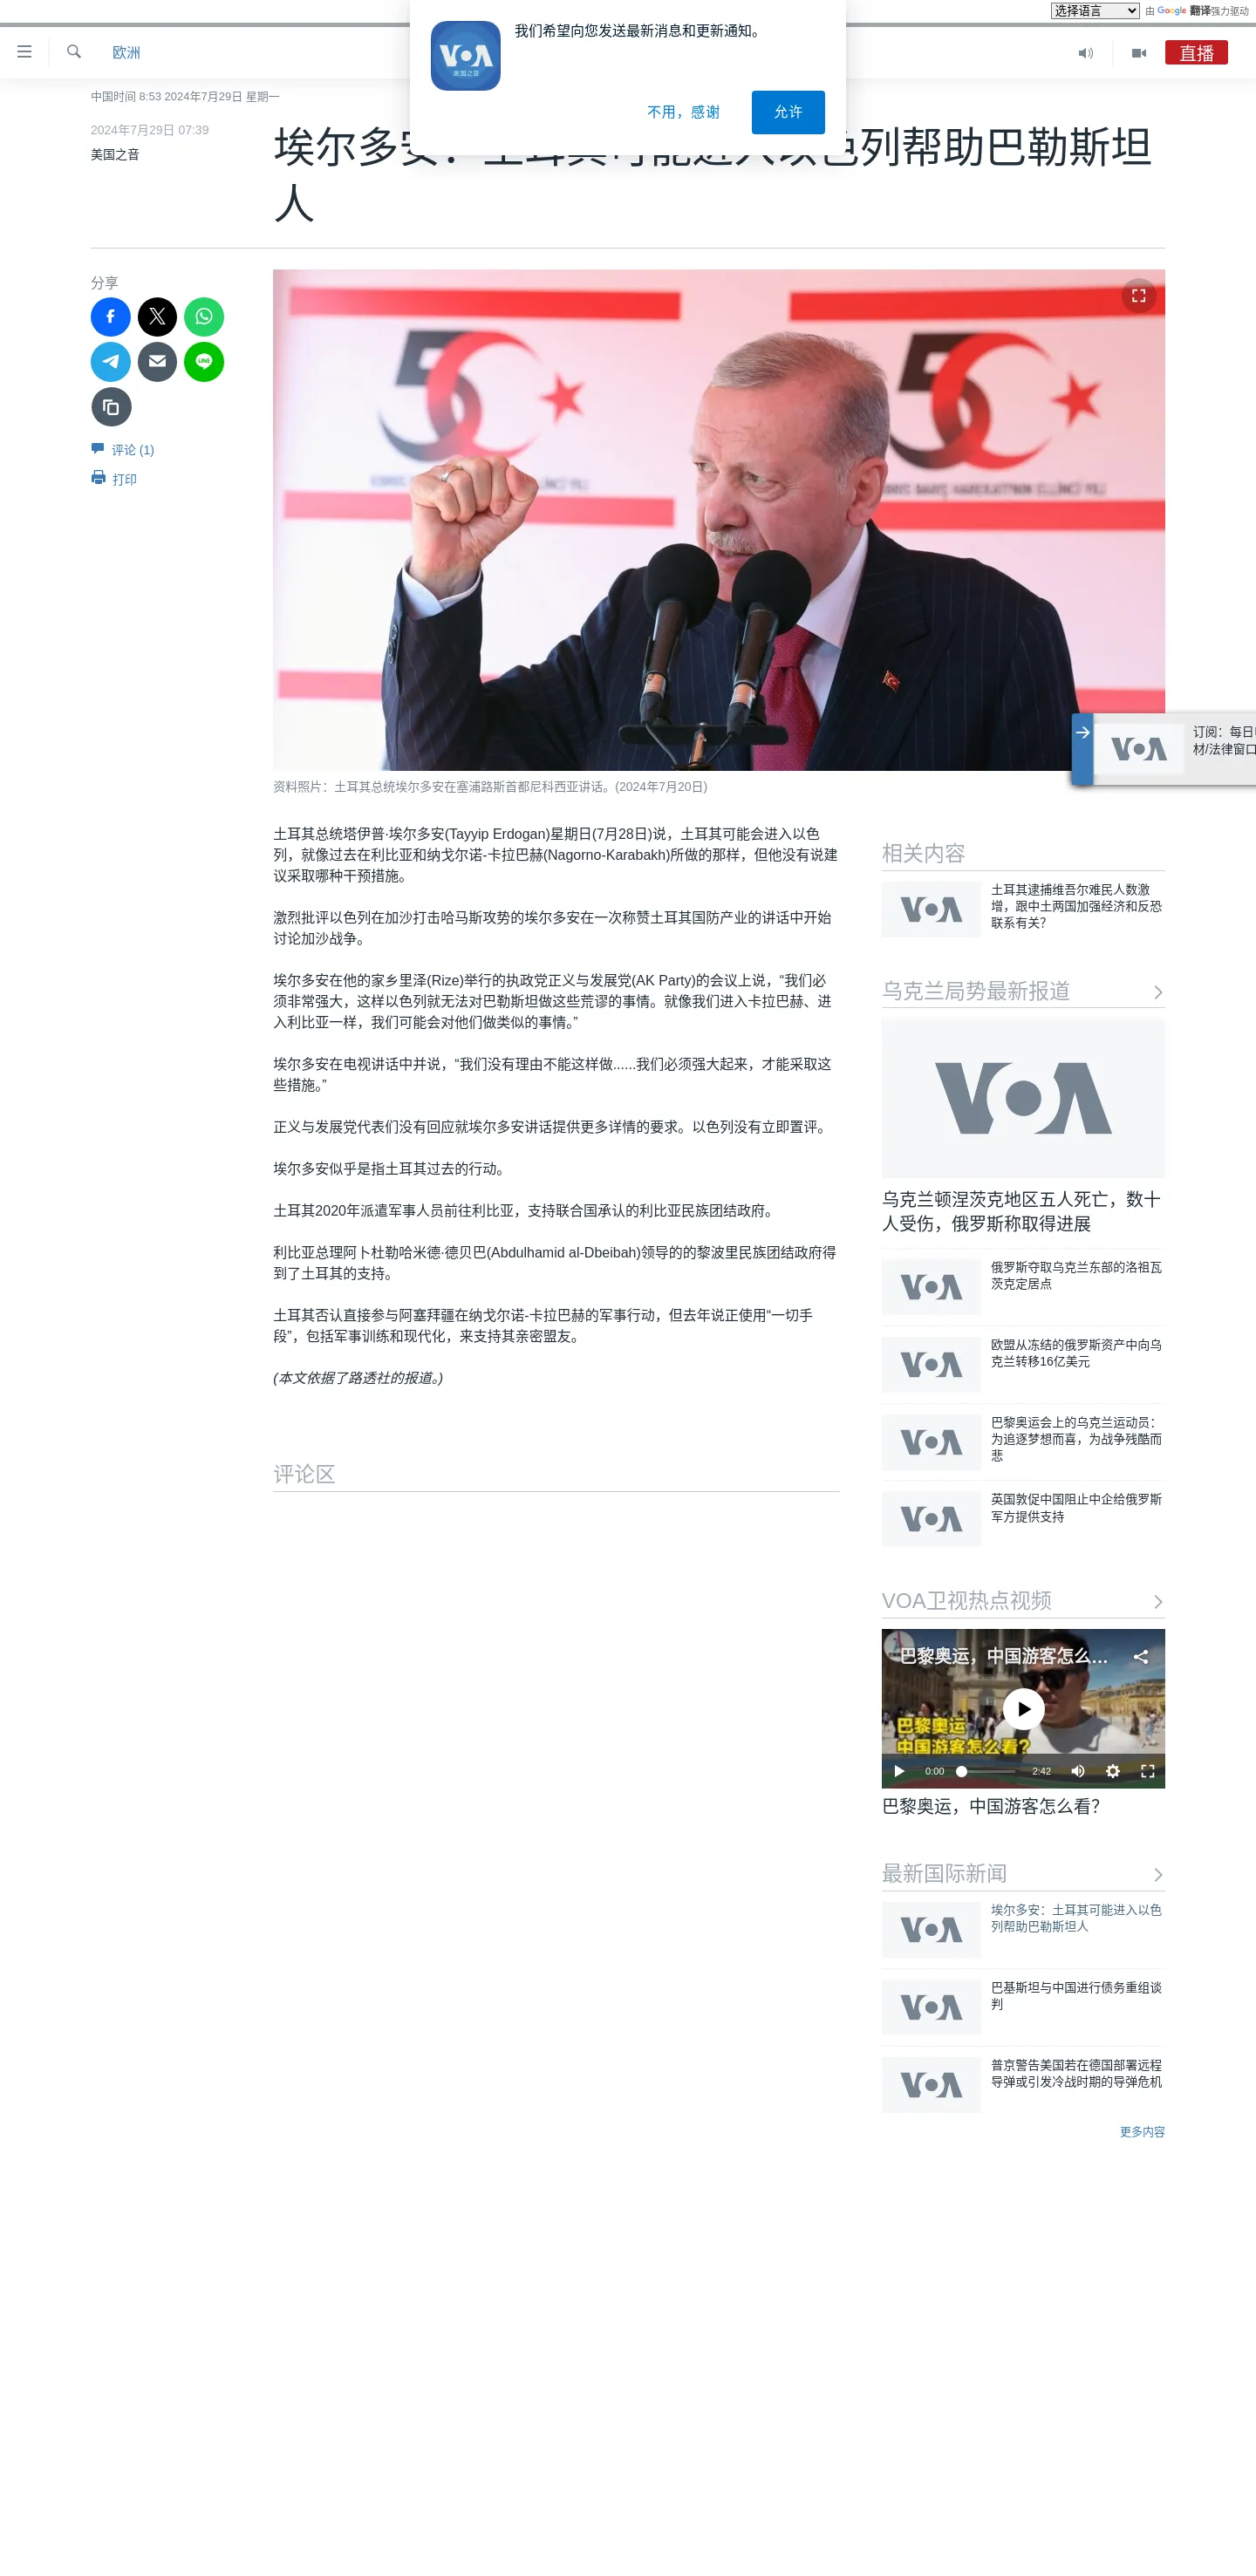 选择语言 由 Google 翻译强力驱动
我们希望向您发送最新消息和更新通知。
VOA
美国之音
不用，感谢
允许
欧洲
直播
中国时间 8:53 2024年7月29日 星期一
2024年7月29日 07:39
美国之音
埃尔多安：土耳其可能进入以色列帮助巴勒斯坦
人
分享
LINE
评论 (1)
打印
50
50
资料照片：土耳其总统埃尔多安在塞浦路斯首都尼科西亚讲话。(2024年7月20日)
VOA
订阅：每日
材/法律窗口
土耳其总统塔伊普·埃尔多安(Tayyip Erdogan)星期日(7月28日)说，土耳其可能会进入以色
列，就像过去在利比亚和纳戈尔诺-卡拉巴赫(Nagorno-Karabakh)所做的那样，但他没有说建
议采取哪种干预措施。
激烈批评以色列在加沙打击哈马斯攻势的埃尔多安在一次称赞土耳其国防产业的讲话中开始
讨论加沙战争。
埃尔多安在他的家乡里泽(Rize)举行的执政党正义与发展党(AK Party)的会议上说，“我们必
须非常强大，这样以色列就无法对巴勒斯坦做这些荒谬的事情。就像我们进入卡拉巴赫、进
入利比亚一样，我们可能会对他们做类似的事情。”
埃尔多安在电视讲话中并说，“我们没有理由不能这样做......我们必须强大起来，才能采取这
些措施。”
正义与发展党代表们没有回应就埃尔多安讲话提供更多详情的要求。以色列没有立即置评。
埃尔多安似乎是指土耳其过去的行动。
土耳其2020年派遣军事人员前往利比亚，支持联合国承认的利比亚民族团结政府。
利比亚总理阿卜杜勒哈米德·德贝巴(Abdulhamid al-Dbeibah)领导的的黎波里民族团结政府得
到了土耳其的支持。
土耳其否认直接参与阿塞拜疆在纳戈尔诺-卡拉巴赫的军事行动，但去年说正使用“一切手
段”，包括军事训练和现代化，来支持其亲密盟友。
(本文依据了路透社的报道。)
评论区
相关内容
VOA
土耳其逮捕维吾尔难民人数激
增，跟中土两国加强经济和反恐
联系有关？
乌克兰局势最新报道
VOA
乌克兰顿涅茨克地区五人死亡，数十
人受伤，俄罗斯称取得进展
VOA
俄罗斯夺取乌克兰东部的洛祖瓦
茨克定居点
VOA
欧盟从冻结的俄罗斯资产中向乌
克兰转移16亿美元
VOA
巴黎奥运会上的乌克兰运动员：
为追逐梦想而喜，为战争残酷而
悲
VOA
英国敦促中国阻止中企给俄罗斯
军方提供支持
VOA卫视热点视频
巴黎奥运，中国游客怎么...
巴黎奥运
中国游客怎么看？
0:00
2:42
巴黎奥运，中国游客怎么看？
最新国际新闻
VOA
埃尔多安：土耳其可能进入以色
列帮助巴勒斯坦人
VOA
巴基斯坦与中国进行债务重组谈
判
VOA
普京警告美国若在德国部署远程
导弹或引发冷战时期的导弹危机
更多内容